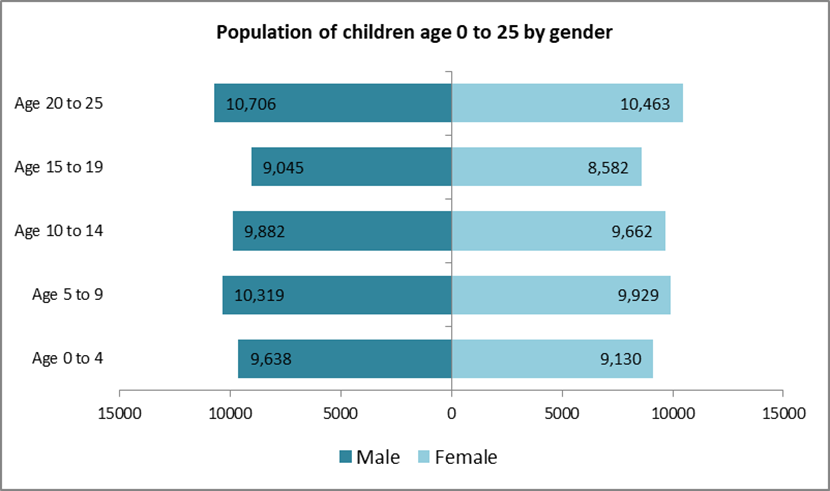 Population of children age 0 to 25 by gender
Age 20 to 25 10,706 10,463
Age 15 to 19 9,045 8,582
Age 10 to 14 9,882 9,662
Age 5 to 9 10,319 9,929
Age 0 to 4 9,638 9,130
15000 10000 5000 0 5000 10000 15000
Male Female